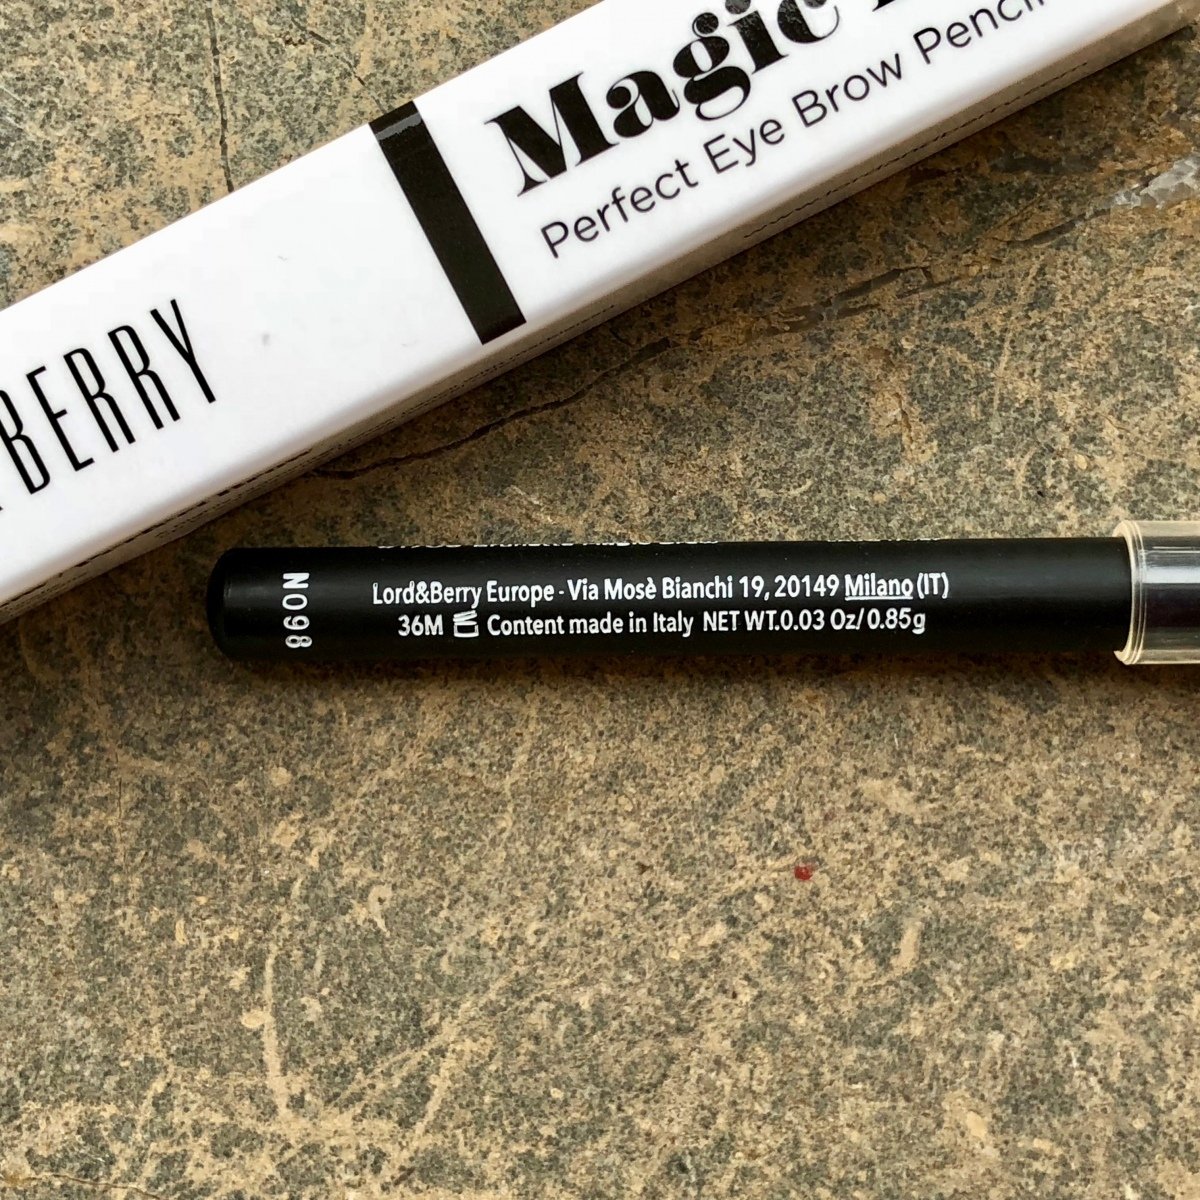 Magic
Perfect Eye Brow Pencil
BERRY
Lord&Berry Europe - Via Mosè Bianchi 19, 20149 Milano (IT)
36M Content made in Italy NET WT.0.03 Oz/ 0.85g
N098